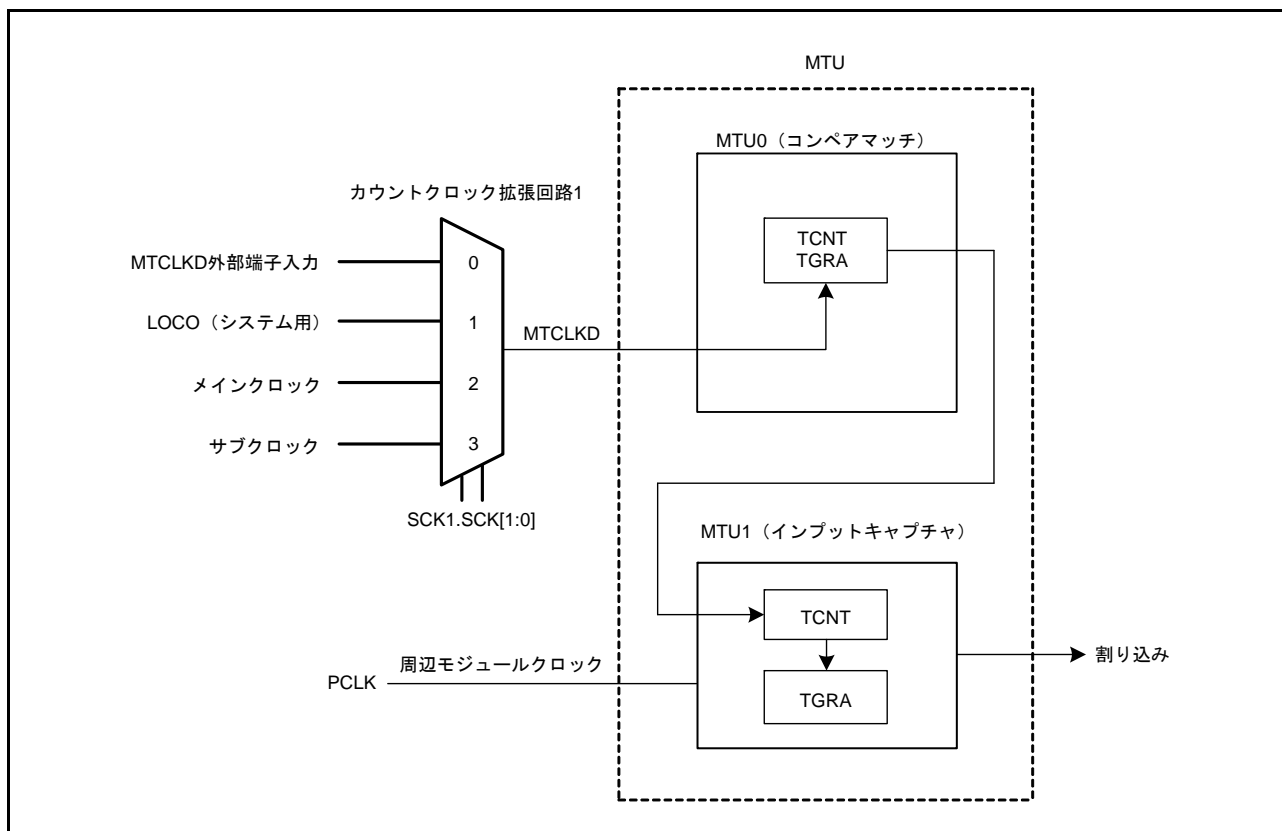 MTU
MTU0（コンペアマッチ）
カウントクロック拡張回路1
TCNT
TGRA
MTCLKD外部端子入力
0
LOCO（システム用）
1
MTCLKD
メインクロック
2
サブクロック
3
SCK1.SCK[1:0]
MTU1（インプットキャプチャ）
TCNT
周辺モジュールクロック
割り込み
PCLK
TGRA